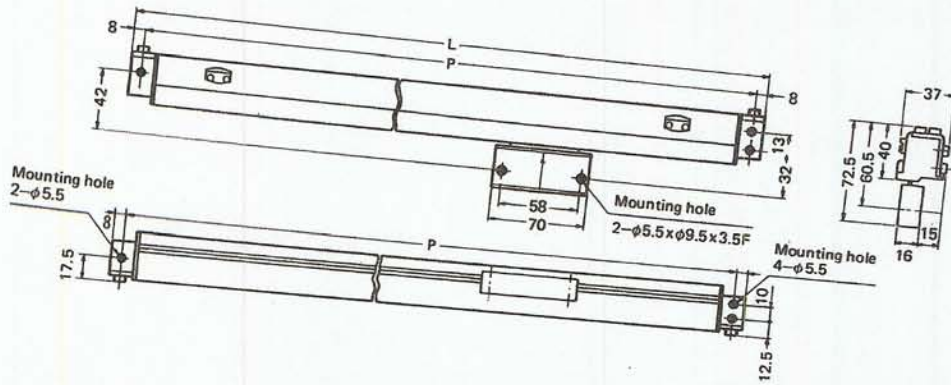 L
8
P
8
42
13
32
58
70
Mounting hole
2–φ5.5xφ9.5x3.5F
37
40
60.5
72.5
15
16
Mounting hole
2–φ5.5
8
P
17.5
Mounting hole
4–φ5.5
10
12.5